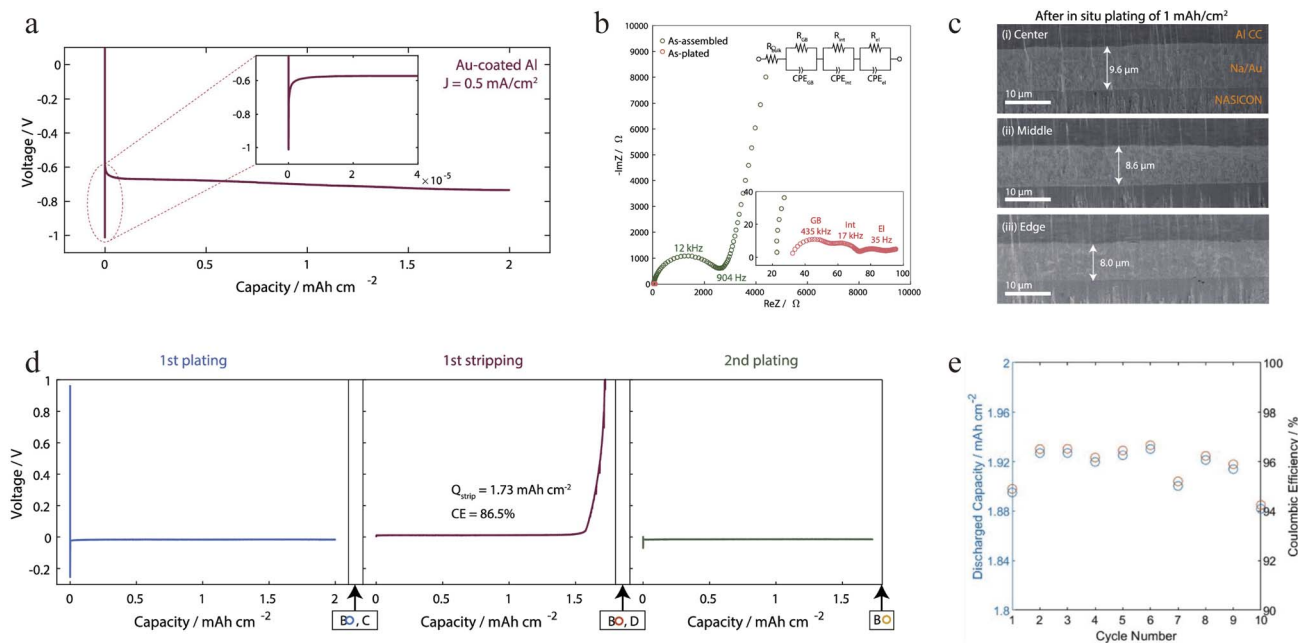 a
Au-coated Al
J = 0.5 mA/cm²
Voltage / V
0
-0.2
-0.4
-0.6
-0.8
-1
0
0.5
1
1.5
2
Capacity / mAh cm⁻²
-0.6
-0.8
-1
0
2
4
× 10⁻⁵
b
As-assembled
As-plated
R_Bulk
R_GB
R_int
R_el
CPE_GB
CPE_int
CPE_el
-ImZ / Ω
10000
9000
8000
7000
6000
5000
4000
3000
2000
1000
0
12 kHz
904 Hz
0
2000
4000
6000
8000
10000
ReZ / Ω
40
20
0
GB
435 kHz
Int
17 kHz
El
35 Hz
0
20
40
60
80
100
c
After in situ plating of 1 mAh/cm²
(i) Center
Al CC
9.6 µm
Na/Au
10 µm
NASICON
(ii) Middle
8.6 µm
10 µm
(iii) Edge
8.0 µm
10 µm
d
1st plating
1st stripping
2nd plating
Voltage / V
1
0.8
0.6
0.4
0.2
0
-0.2
Q_strip = 1.73 mAh cm⁻²
CE = 86.5%
0
0.5
1
1.5
2
0
0.5
1
1.5
0
0.5
1
1.5
Capacity / mAh cm⁻²
B○, C
Capacity / mAh cm⁻²
B○, D
Capacity / mAh cm⁻²
B○
e
Discharged Capacity / mAh cm⁻²
2
1.96
1.92
1.88
1.84
1.8
100
98
96
94
92
90
Coulombic Efficiency / %
1
2
3
4
5
6
7
8
9
10
Cycle Number